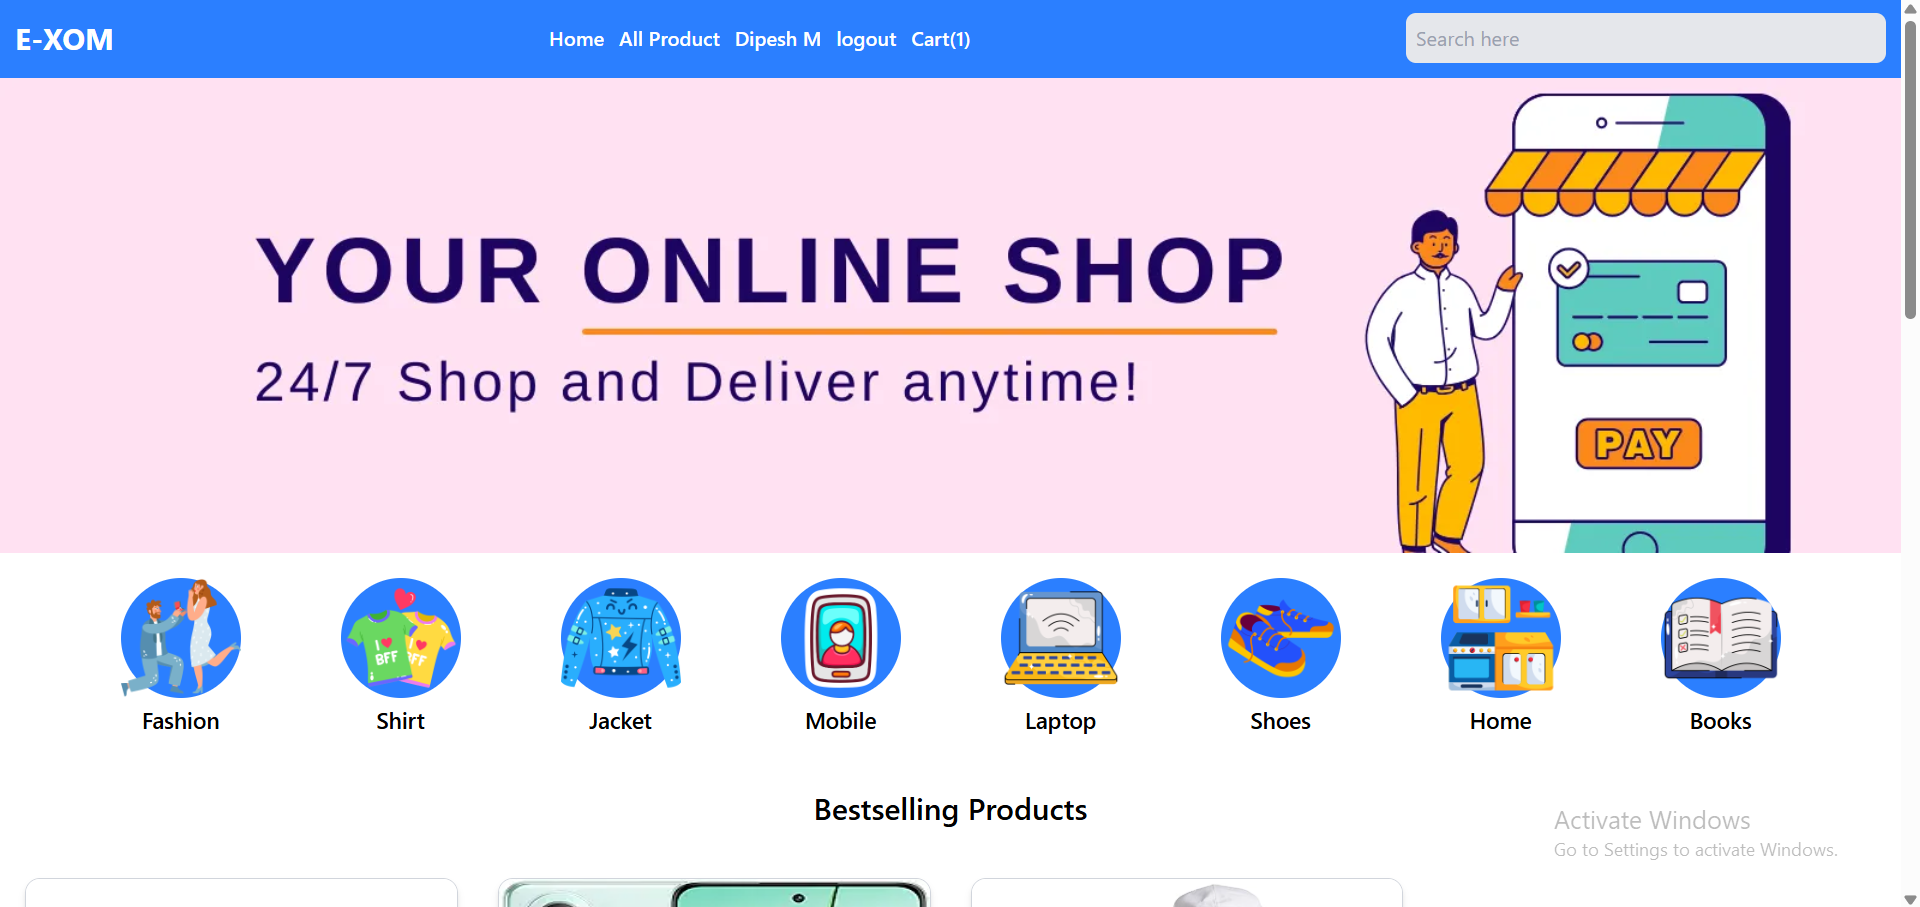 E-XOM
Home All Product Dipesh M logout Cart(1)
Search here
YOUR ONLINE SHOP
24/7 Shop and Deliver anytime!
PAY
I ❤ BFF
I ❤ BFF
Fashion
Shirt
Jacket
Mobile
Laptop
Shoes
Home
Books
Bestselling Products
Activate Windows
Go to Settings to activate Windows.